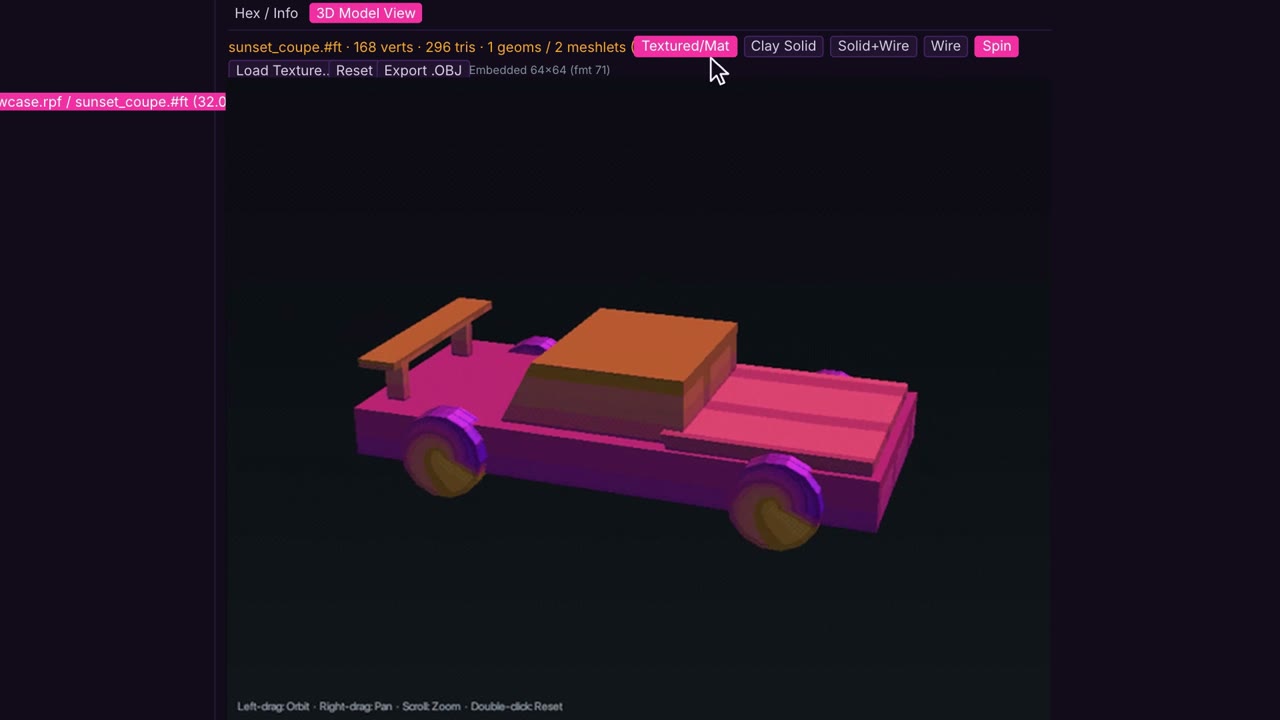 Hex / Info 3D Model View
sunset_coupe.#ft · 168 verts · 296 tris · 1 geoms / 2 meshlets ( Textured/Mat Clay Solid Solid+Wire Wire Spin
Load Texture.. Reset Export .OBJ Embedded 64×64 (fmt 71)
wcase.rpf / sunset_coupe.#ft (32.0
Left-drag: Orbit · Right-drag: Pan · Scroll: Zoom · Double-click: Reset